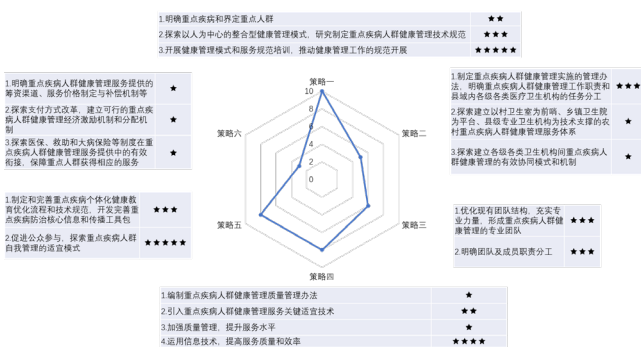 1.明确重点疾病和界定重点人群 ★★
2.探索以人为中心的整合型健康管理模式，研究制定重点疾病病人群健康管理技术规范 ★★★
3.开展健康管理模式和服务规范培训，推动健康管理工作的规范开展 ★★★★★
1.明确重点疾病人群健康管理服务提供的
筹资渠道、服务价格制定与补偿机制等 ★
2.探索支付方式改革，建立可行的重点疾
病人群健康管理经济激励机制和分配机
制 ★
3.探索医保、救助和大病保险等制度在重
点疾病人群健康管理服务提供中的有效
衔接，保障重点人群获得相应的服务 ★
策略一
10
8
6
4
2
0
策略二
策略三
策略四
策略五
策略六
1.制定重点疾病人群健康管理实施的管理办
法，明确重点疾病人群健康管理工作职责和
县域内各级各类医疗卫生机构的任务分工 ★★★
2.探索建立以村卫生室为前哨、乡镇卫生院
为平台、县级专业卫生机构为技术支撑的农
村重点疾病人群健康管理服务体系 ★
3.探索建立各级各类卫生机构间重点疾病人
群健康管理的有效协同模式和机制 ★
1.制定和完善重点疾病个体化健康教
育优化流程和技术规范，开发完善重
点疾病防治核心信息和传播工具包 ★★★
2.促进公众参与，探索重点疾病人群
自我管理的适宜模式 ★★★★★
1.优化现有团队结构，充实专
业力量，形成重点疾病人群健
康管理的专业团队 ★★★
2.明确团队及成员职责分工 ★★★
1.编制重点疾病人群健康管理质量管理办法 ★
2.引入重点疾病人群健康管理服务关键适宜技术 ★★
3.加强质量管理，提升服务水平 ★
4.运用信息技术，提高服务质量和效率 ★★★★